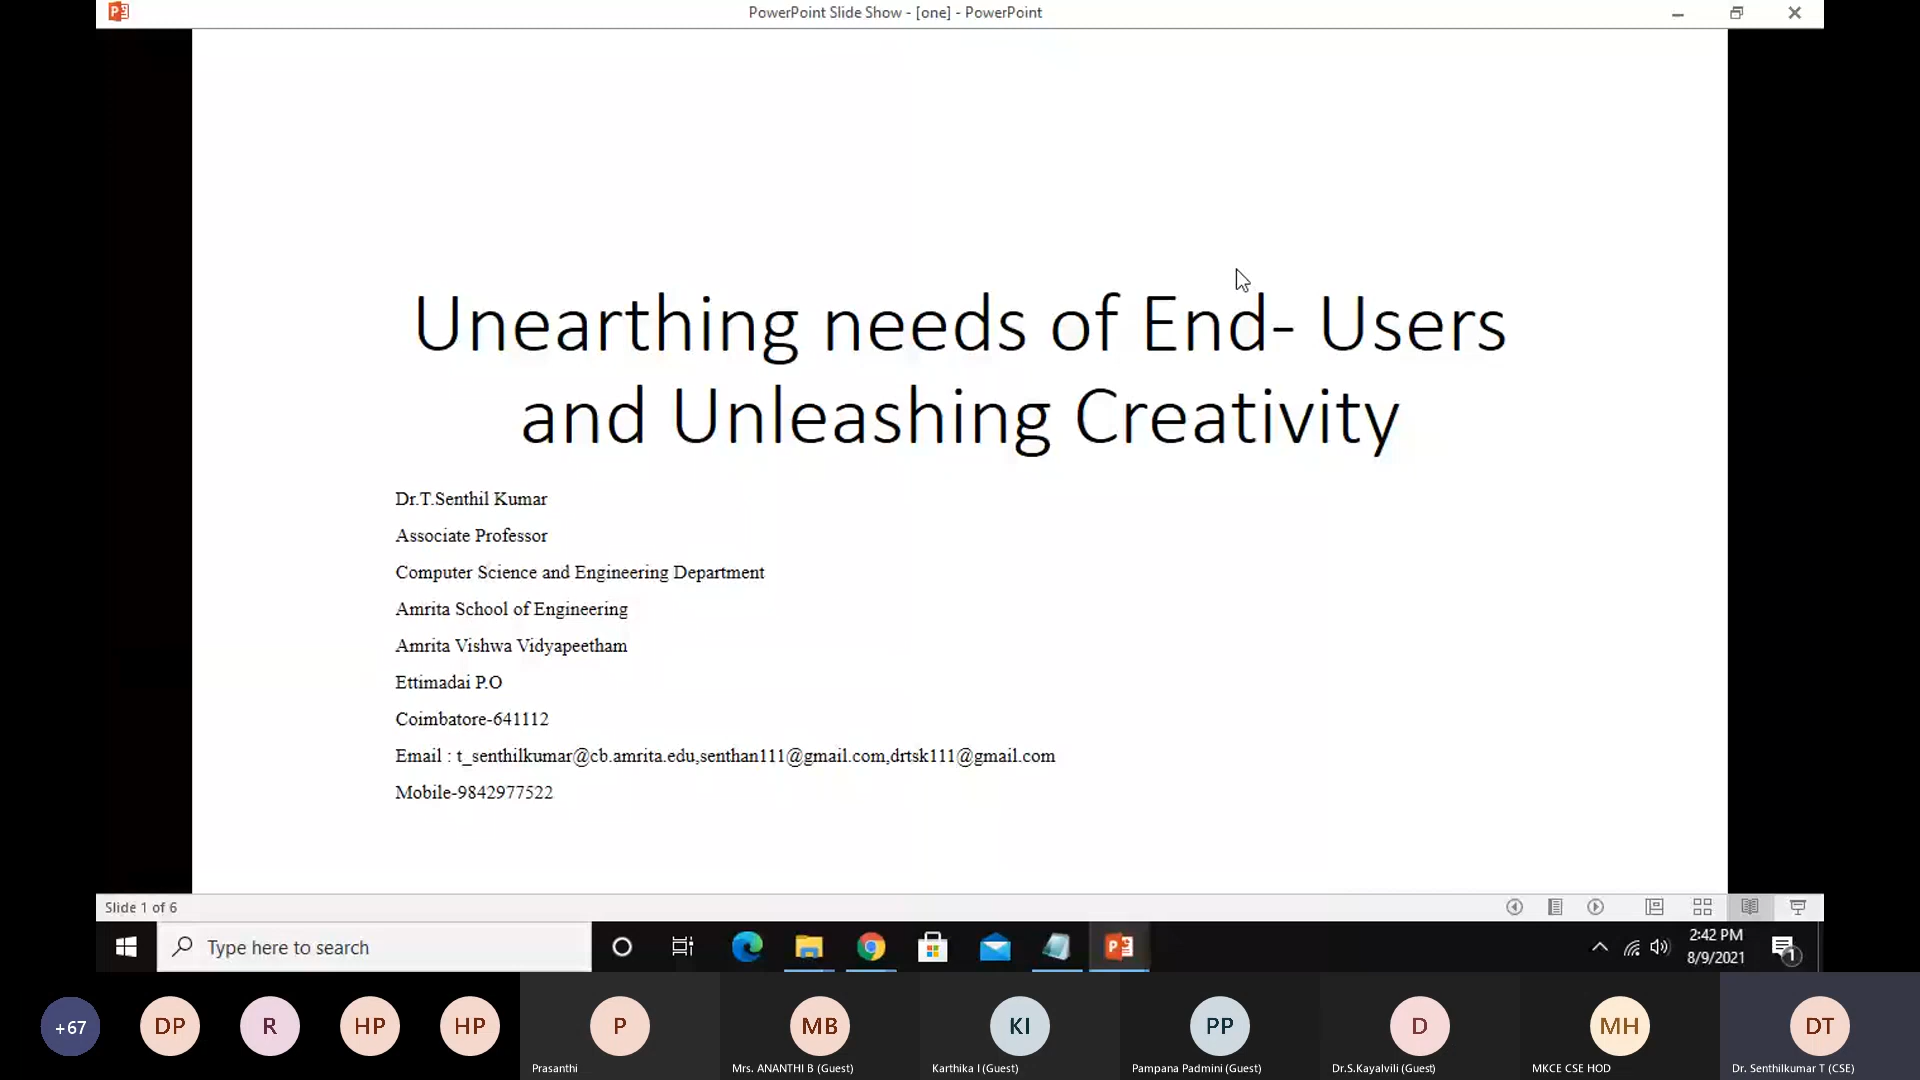 PowerPoint Slide Show - [one] - PowerPoint
Unearthing needs of End- Users
and Unleashing Creativity
Dr.T.Senthil Kumar
Associate Professor
Computer Science and Engineering Department
Amrita School of Engineering
Amrita Vishwa Vidyapeetham
Ettimadai P.O
Coimbatore-641112
Email : t_senthilkumar@cb.amrita.edu,senthan111@gmail.com,drtsk111@gmail.com
Mobile-9842977522
Slide 1 of 6
Type here to search
2:42 PM
8/9/2021
1
+67
DP
R
HP
HP
P
MB
KI
PP
D
MH
DT
Prasanthi
Mrs. ANANTHI B (Guest)
Karthika I (Guest)
Pampana Padmini (Guest)
Dr.S.Kayalvili (Guest)
MKCE CSE HOD
Dr. Senthilkumar T (CSE)